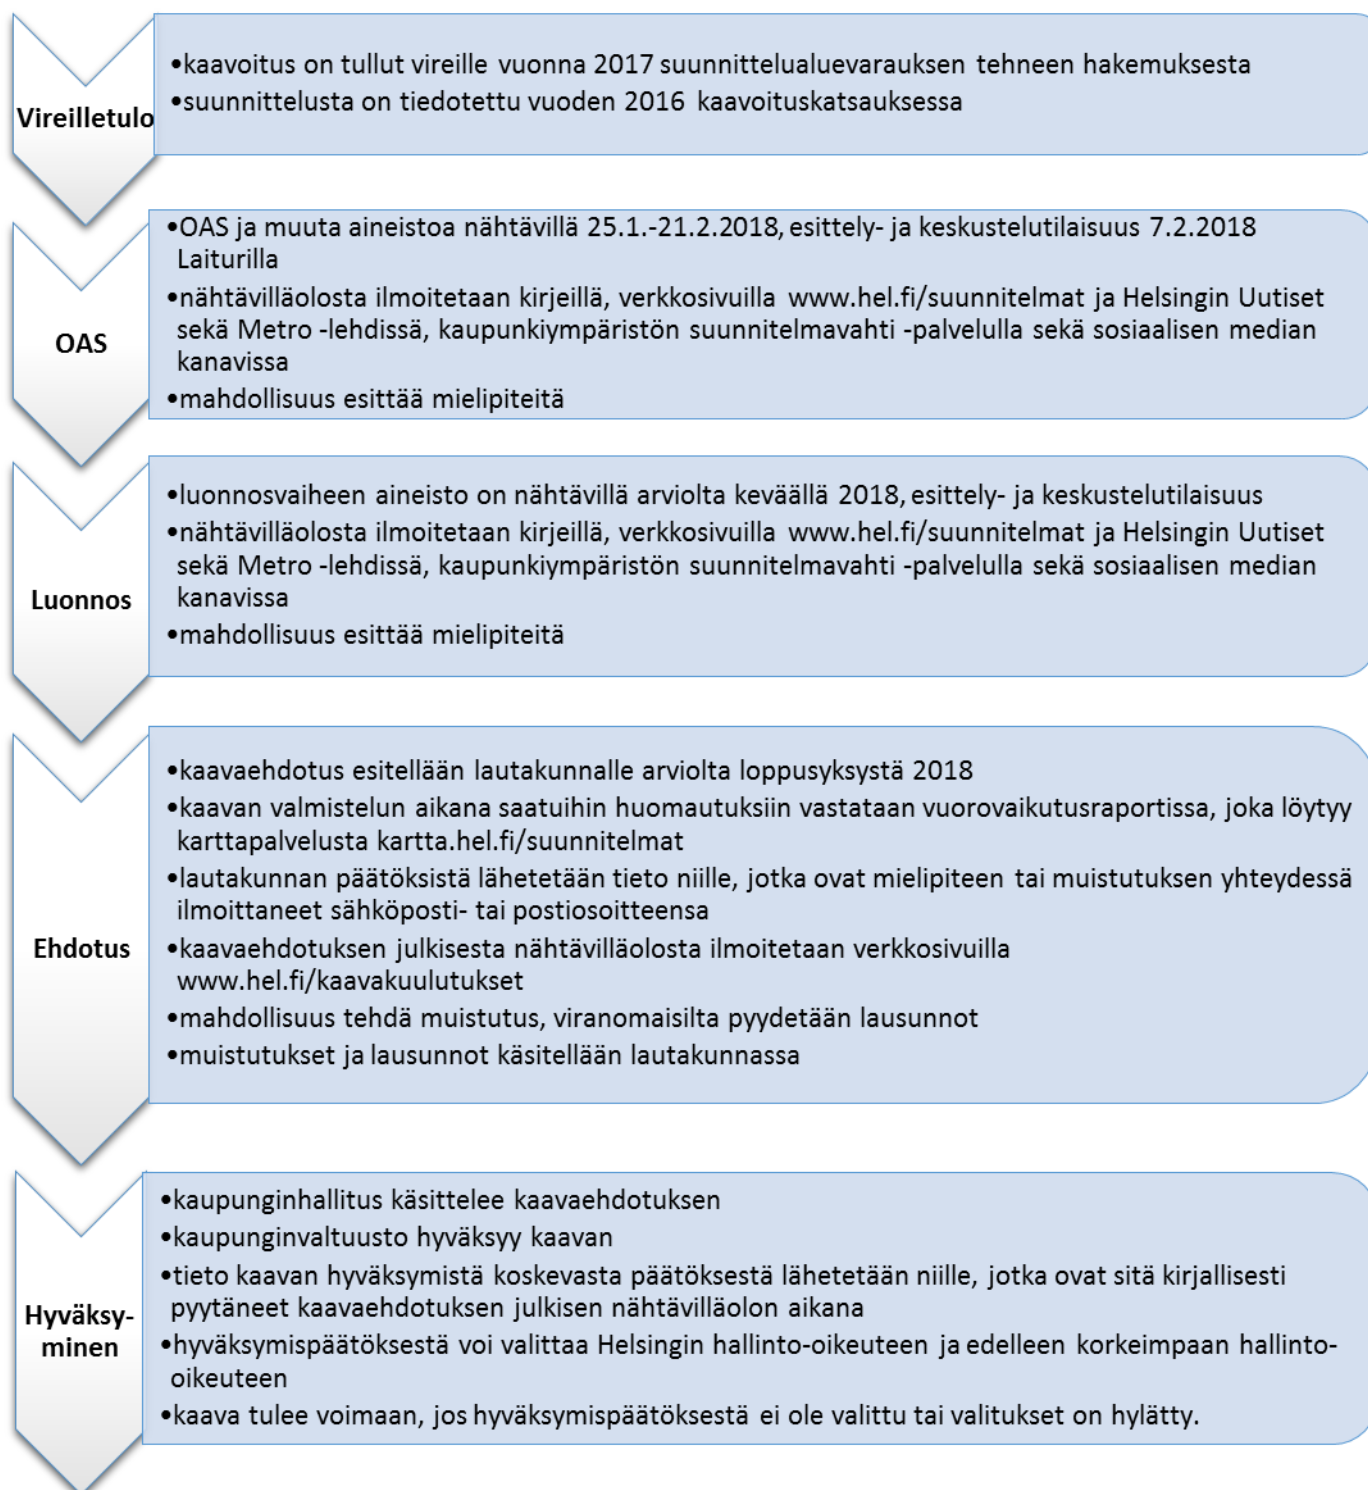 Vireilletulo
•kaavoitus on tullut vireille vuonna 2017 suunnittelualuevarauksen tehneen hakemuksesta
•suunnittelusta on tiedotettu vuoden 2016 kaavoituskatsauksessa
OAS
•OAS ja muuta aineistoa nähtävillä 25.1.-21.2.2018, esittely- ja keskustelutilaisuus 7.2.2018
Laiturilla
•nähtävilläolosta ilmoitetaan kirjeillä, verkkosivuilla www.hel.fi/suunnitelmat ja Helsingin Uutiset
sekä Metro -lehdissä, kaupunkiympäristön suunnitelmavahti -palvelulla sekä sosiaalisen median
kanavissa
•mahdollisuus esittää mielipiteitä
Luonnos
•luonnosvaiheen aineisto on nähtävillä arviolta keväällä 2018, esittely- ja keskustelutilaisuus
•nähtävilläolosta ilmoitetaan kirjeillä, verkkosivuilla www.hel.fi/suunnitelmat ja Helsingin Uutiset
sekä Metro -lehdissä, kaupunkiympäristön suunnitelmavahti -palvelulla sekä sosiaalisen median
kanavissa
•mahdollisuus esittää mielipiteitä
Ehdotus
•kaavaehdotus esitellään lautakunnalle arviolta loppusyksystä 2018
•kaavan valmistelun aikana saatuihin huomautuksiin vastataan vuorovaikutusraportissa, joka löytyy
karttapalvelusta kartta.hel.fi/suunnitelmat
•lautakunnan päätöksistä lähetetään tieto niille, jotka ovat mielipiteen tai muistutuksen yhteydessä
ilmoittaneet sähköposti- tai postiosoitteensa
•kaavaehdotuksen julkisesta nähtävilläolosta ilmoitetaan verkkosivuilla
www.hel.fi/kaavakuulutukset
•mahdollisuus tehdä muistutus, viranomaisilta pyydetään lausunnot
•muistutukset ja lausunnot käsitellään lautakunnassa
Hyväksy-
minen
•kaupunginhallitus käsittelee kaavaehdotuksen
•kaupunginvaltuusto hyväksyy kaavan
•tieto kaavan hyväksymistä koskevasta päätöksestä lähetetään niille, jotka ovat sitä kirjallisesti
pyytäneet kaavaehdotuksen julkisen nähtävilläolon aikana
•hyväksymispäätöksestä voi valittaa Helsingin hallinto-oikeuteen ja edelleen korkeimpaan hallinto-
oikeuteen
•kaava tulee voimaan, jos hyväksymispäätöksestä ei ole valittu tai valitukset on hylätty.